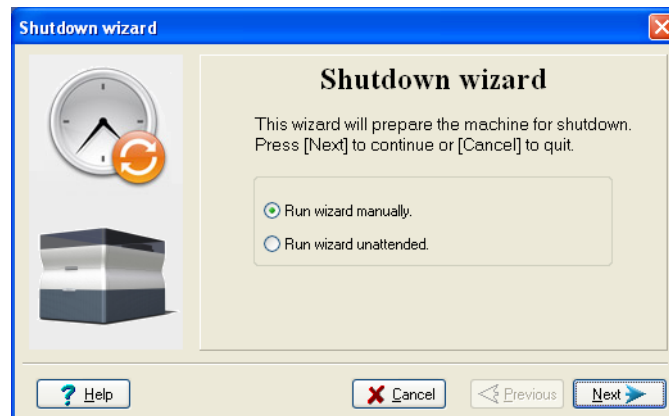 Shutdown wizard
Shutdown wizard
This wizard will prepare the machine for shutdown.
Press [Next] to continue or [Cancel] to quit.
Run wizard manually.
Run wizard unattended.
Help
Cancel
Previous
Next